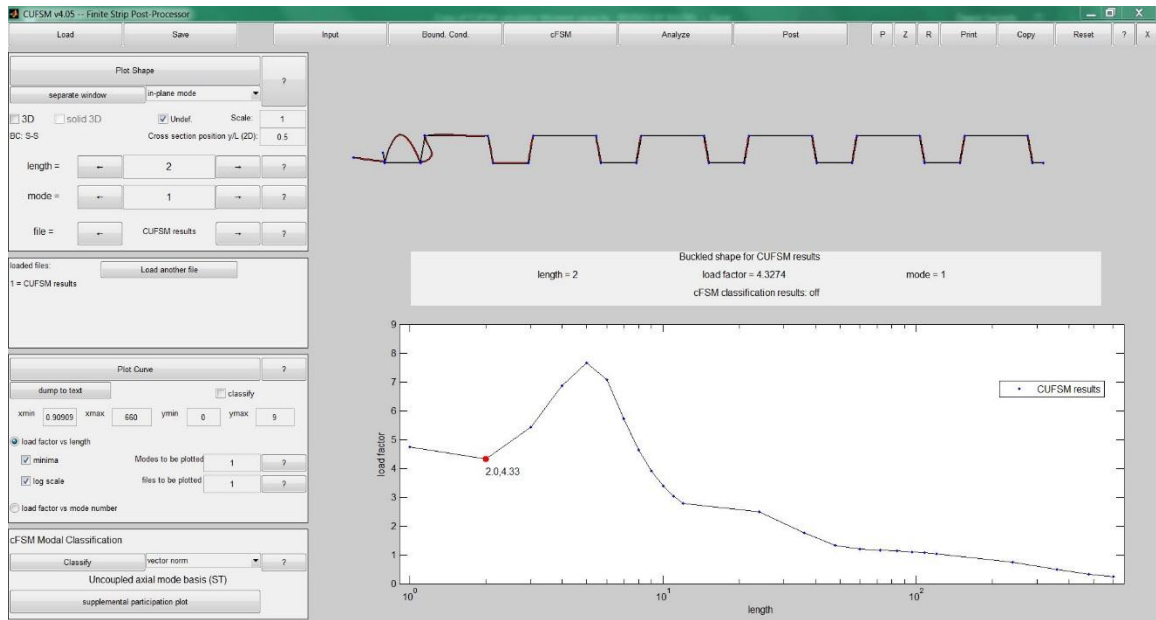 CUFSM v4.05 -- Finite Strip Post-Processor
Load Save Input Bound. Cond. cFSM Analyze Post P Z R Print Copy Reset ? X
Plot Shape ?
separate window in-plane mode
3D solid 3D Undef. Scale: 1
BC: S-S Cross section position y/L (2D): 0.5
length = ← 2 → ?
mode = ← 1 → ?
file = ← CUFSM results → ?
loaded files: Load another file
1 = CUFSM results
Plot Curve ?
dump to text classify
xmin 0.90909 xmax 660 ymin 0 ymax 9
load factor vs length
minima Modes to be plotted 1 ?
log scale files to be plotted 1 ?
load factor vs mode number
cFSM Modal Classification
Classify vector norm ?
Uncoupled axial mode basis (ST)
supplemental participation plot
Buckled shape for CUFSM results
length = 2 load factor = 4.3274 mode = 1
cFSM classification results: off
9
8
7
6
5
4
3
2
1
0
load factor
CUFSM results
2.0,4.33
10^0 10^1 10^2
length